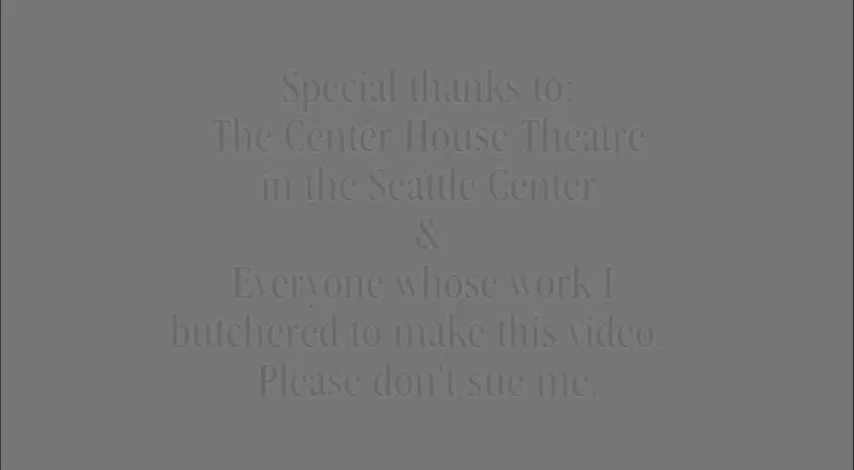 Special thanks to:
The Center House Theatre
in the Seattle Center
&
Everyone whose work I
butchered to make this video.
Please don't sue me.